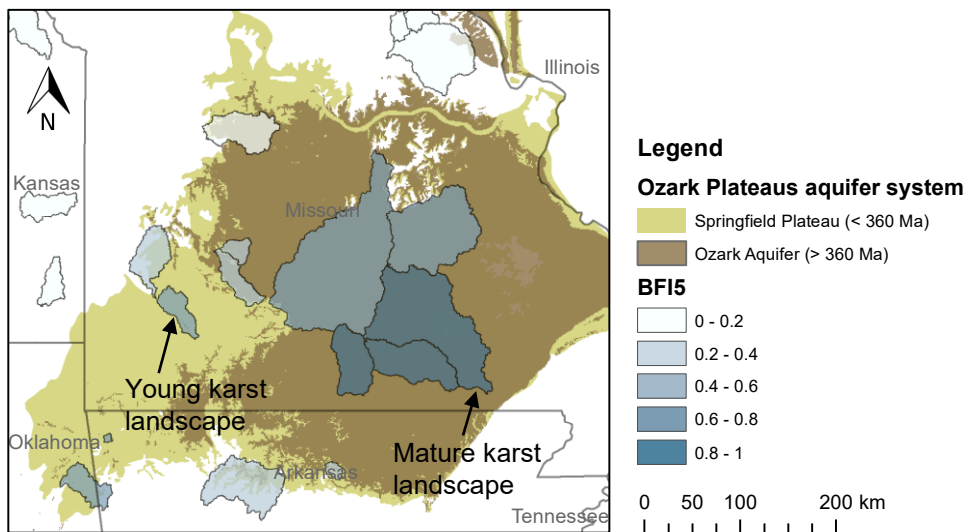 Illinois
N
Kansas
Missouri
Young karst
landscape
Oklahoma
Mature karst
landscape
Arkansas
Tennessee
Legend
Ozark Plateaus aquifer system
Springfield Plateau (< 360 Ma)
Ozark Aquifer (> 360 Ma)
BFI5
0 - 0.2
0.2 - 0.4
0.4 - 0.6
0.6 - 0.8
0.8 - 1
0 50 100 200 km